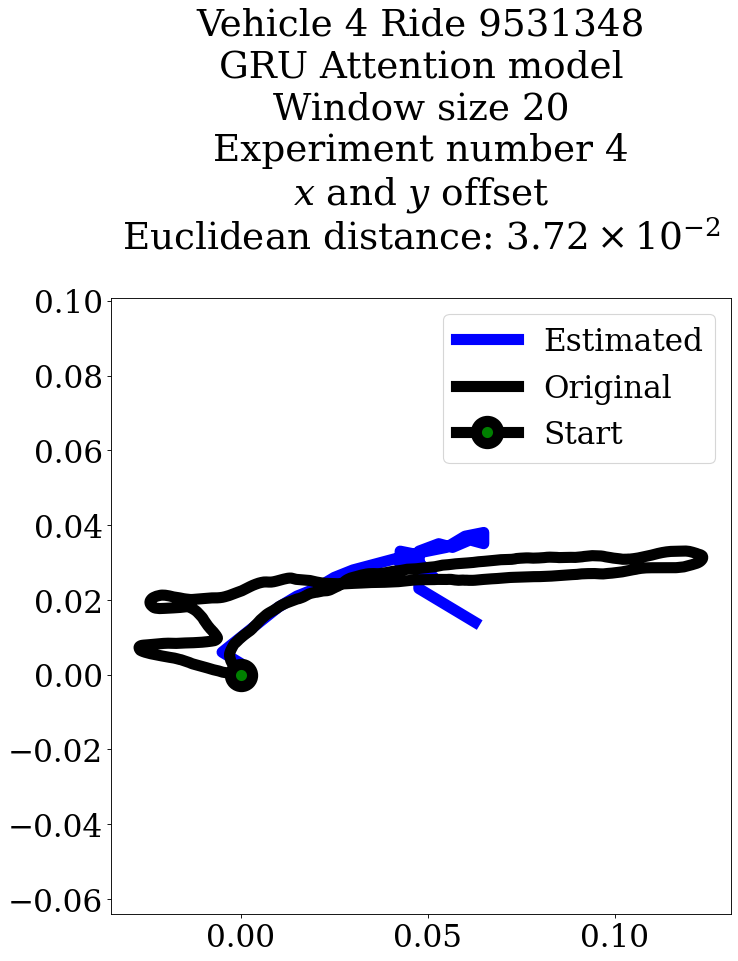 Vehicle 4 Ride 9531348
GRU Attention model
Window size 20
Experiment number 4
x and y offset
Euclidean distance: 3.72 × 10⁻²
0.10
0.08
0.06
0.04
0.02
0.00
−0.02
−0.04
−0.06
Estimated
Original
Start
0.00
0.05
0.10